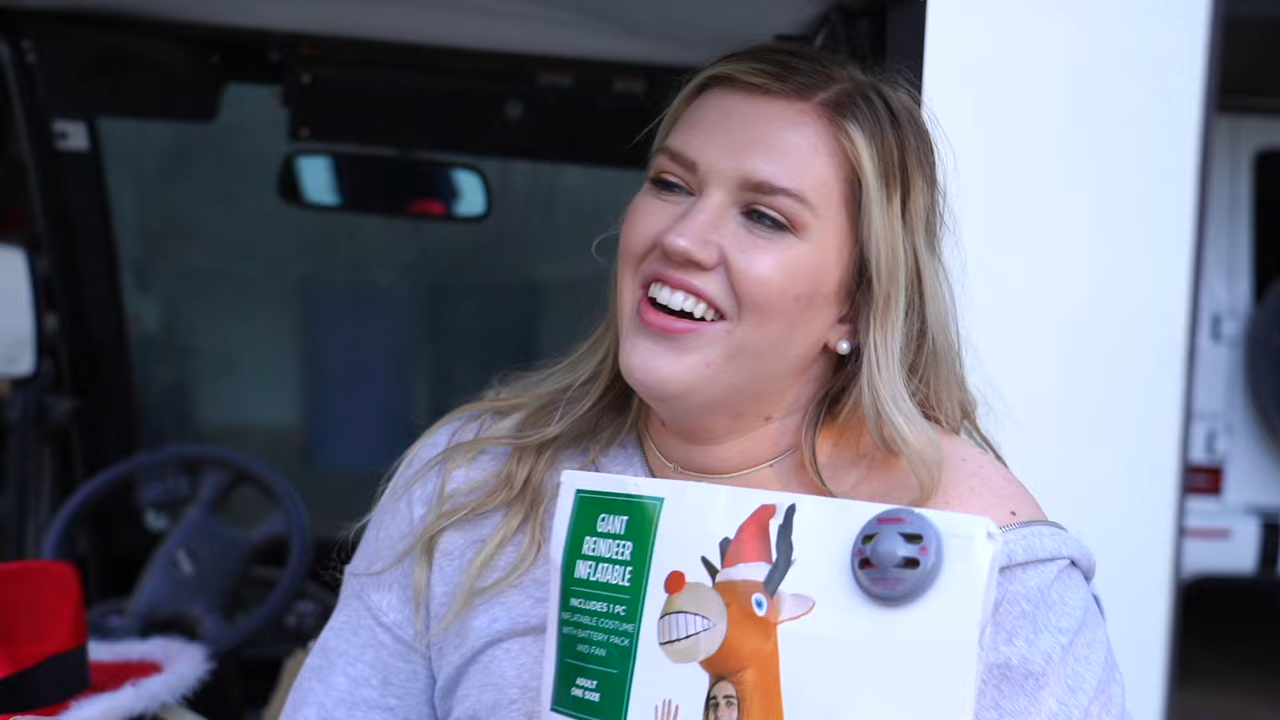 GIANT
REINDEER
INFLATABLE
INCLUDES 1 PC
INFLATABLE COSTUME
WITH BATTERY PACK
AND FAN
ADULT
ONE SIZE